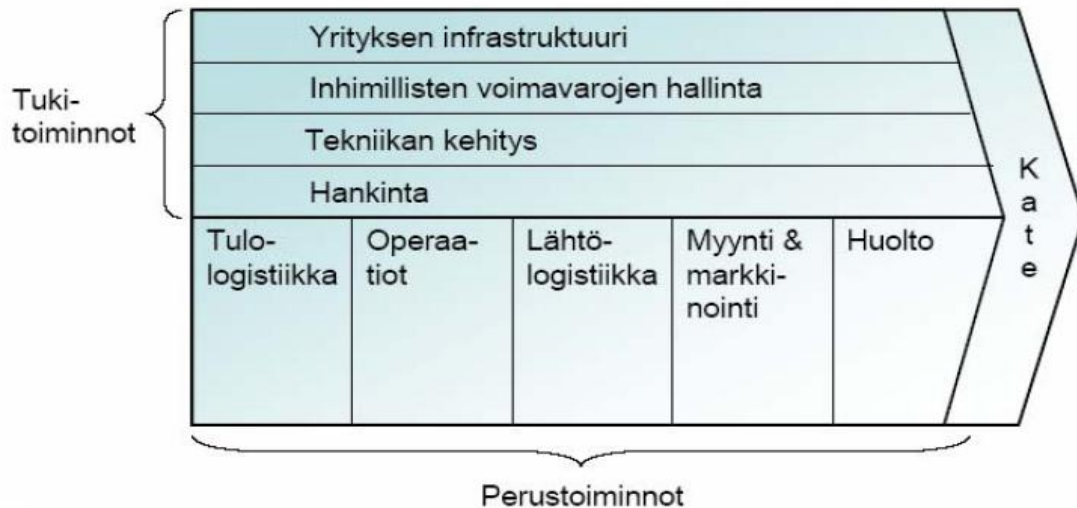 Yrityksen infrastruktuuri
Inhimillisten voimavarojen hallinta
Tekniikan kehitys
Hankinta
Tuki-
toiminnot
Tulo-
logistiikka
Operaa-
tiot
Lähtö-
logistiikka
Myynti &
markki-
nointi
Huolto
Kate
Perustoiminnot